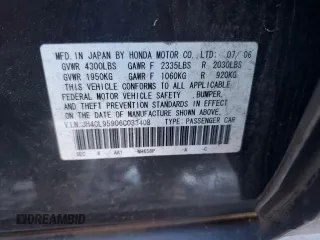 MFD. IN JAPAN BY HONDA MOTOR CO., LTD. 07/06
GVWR 4300LBS GAWR F 2335LBS R 2030LBS
GVWR 1950KG GAWR F 1060KG R 920KG
THIS VEHICLE CONFORMS TO ALL APPLICABLE
FEDERAL MOTOR VEHICLE SAFETY, BUMPER,
AND THEFT PREVENTION STANDARDS IN EFFECT
ON THE DATE OF MANUFACTURE SHOWN ABOVE.
V.I.N. TYPE: PASSENGER CAR
AA1 NH658P -A -C
DREAMBID